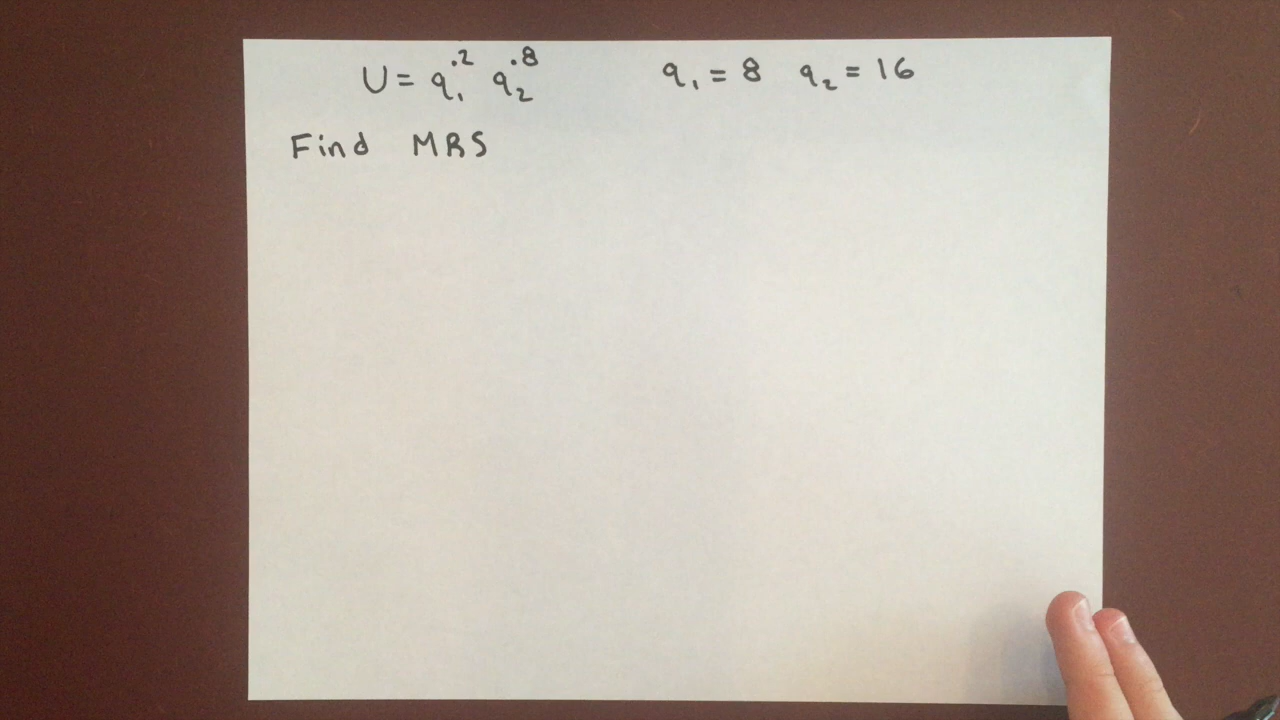 U = q₁^.2 q₂^.8 q₁ = 8 q₂ = 16
Find MRS